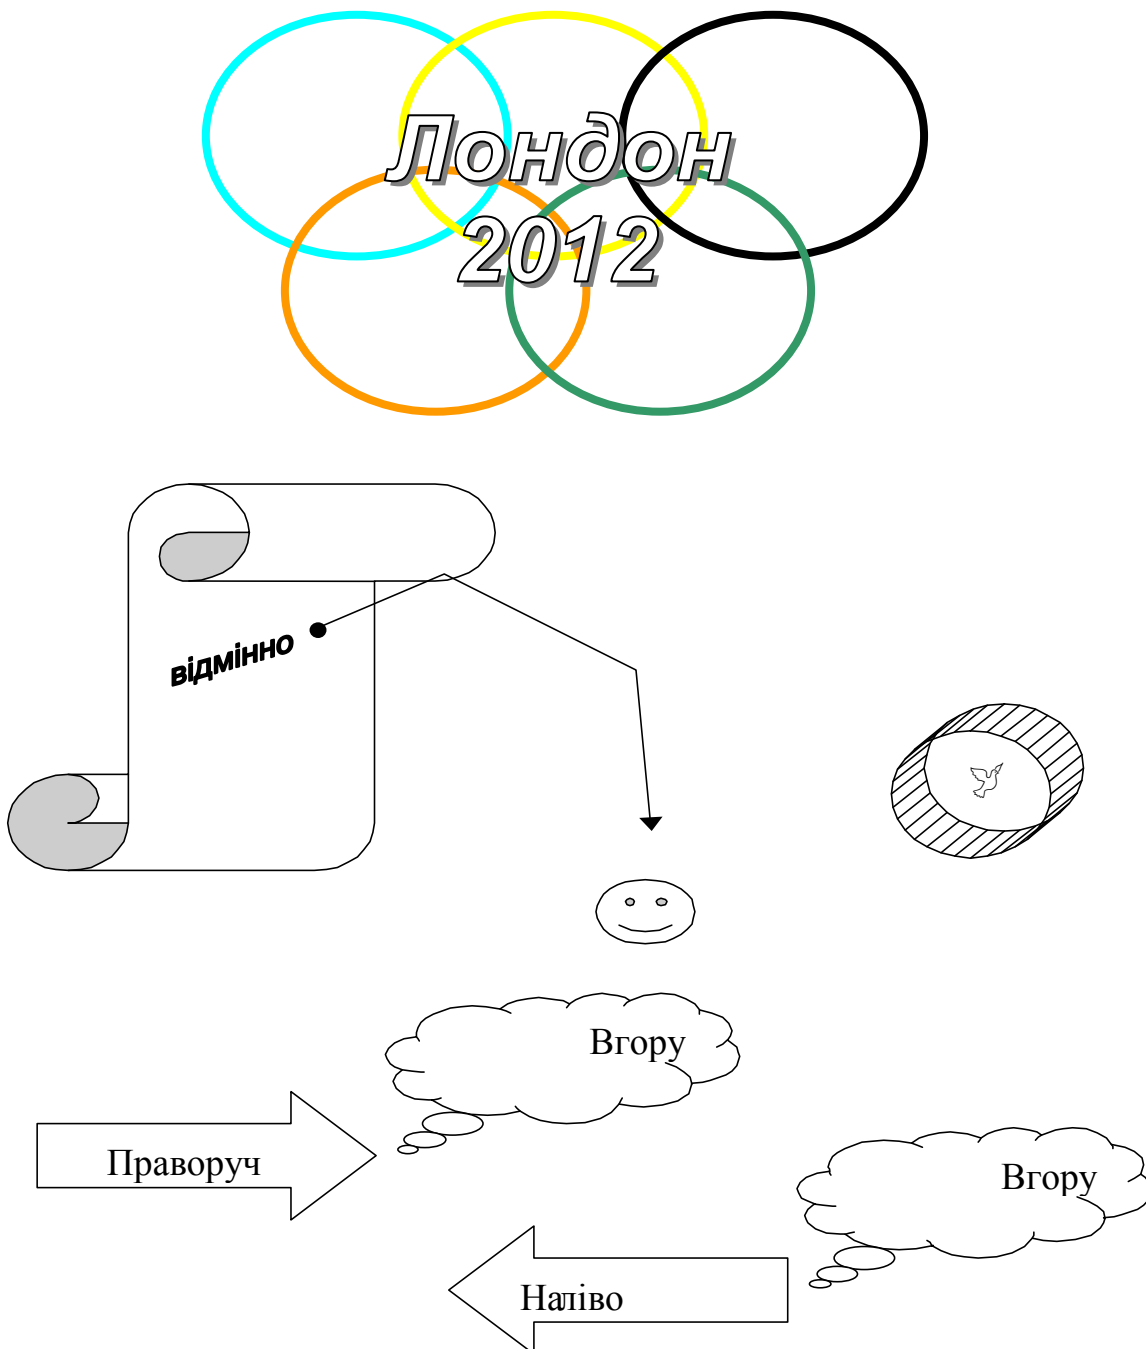 Лондон
2012
відмінно
Вгору
Праворуч
Вгору
Наліво